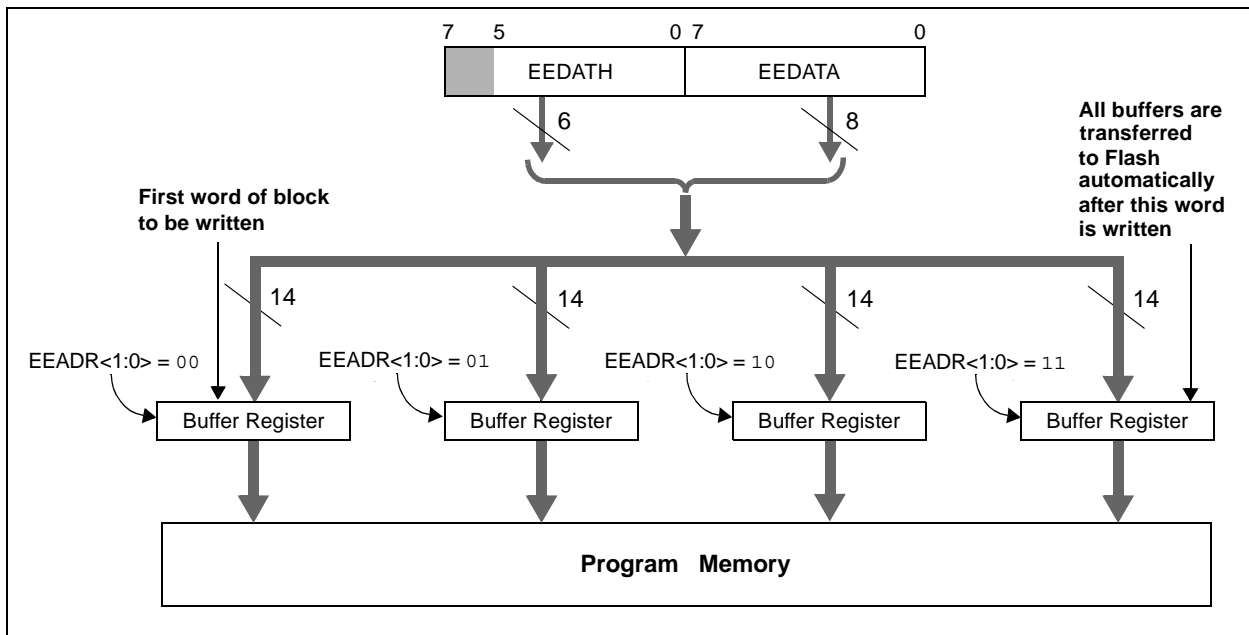 7 5 0 7 0
EEDATH EEDATA
6 8
All buffers are
transferred
to Flash
automatically
after this word
is written
First word of block
to be written
14 14 14 14
EEADR<1:0> = 00 EEADR<1:0> = 01 EEADR<1:0> = 10 EEADR<1:0> = 11
Buffer Register Buffer Register Buffer Register Buffer Register
Program Memory